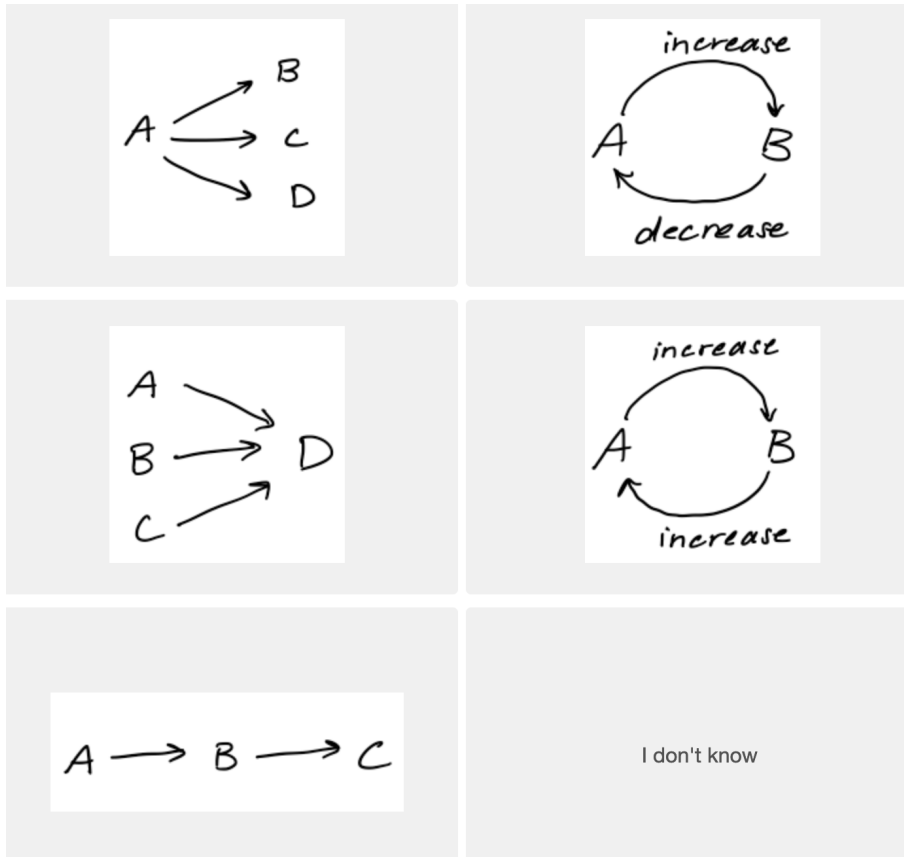 B
A
C
D
increase
A B
decrease
A
B
D
C
increase
A B
increase
A B C
I don't know